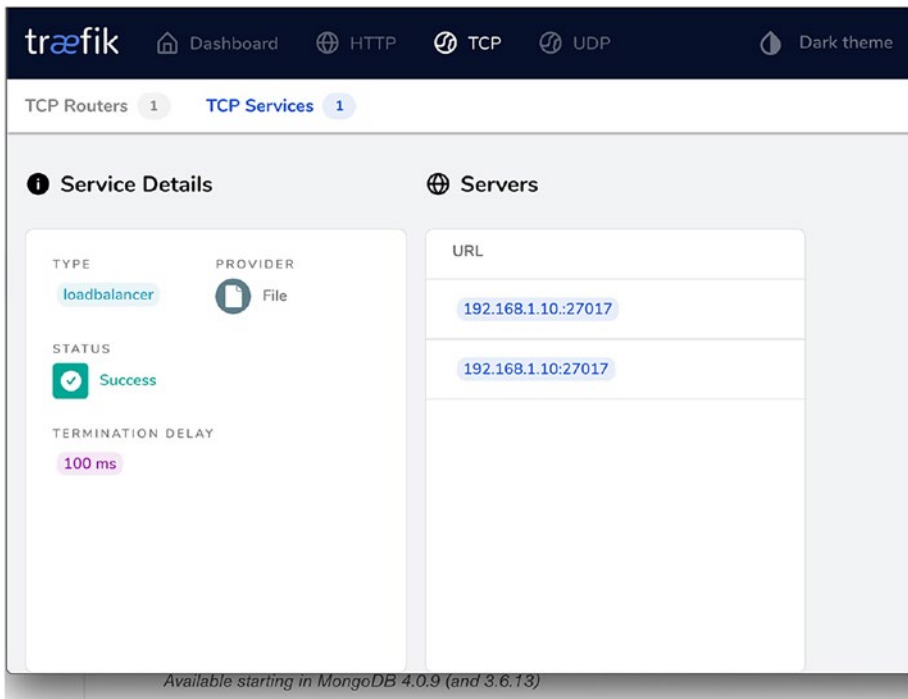 træfik Dashboard HTTP TCP UDP Dark theme
TCP Routers 1 TCP Services 1
Service Details
TYPE PROVIDER
loadbalancer File
STATUS
Success
TERMINATION DELAY
100 ms
Servers
URL
192.168.1.10.:27017
192.168.1.10:27017
Available starting in MongoDB 4.0.9 (and 3.6.13)